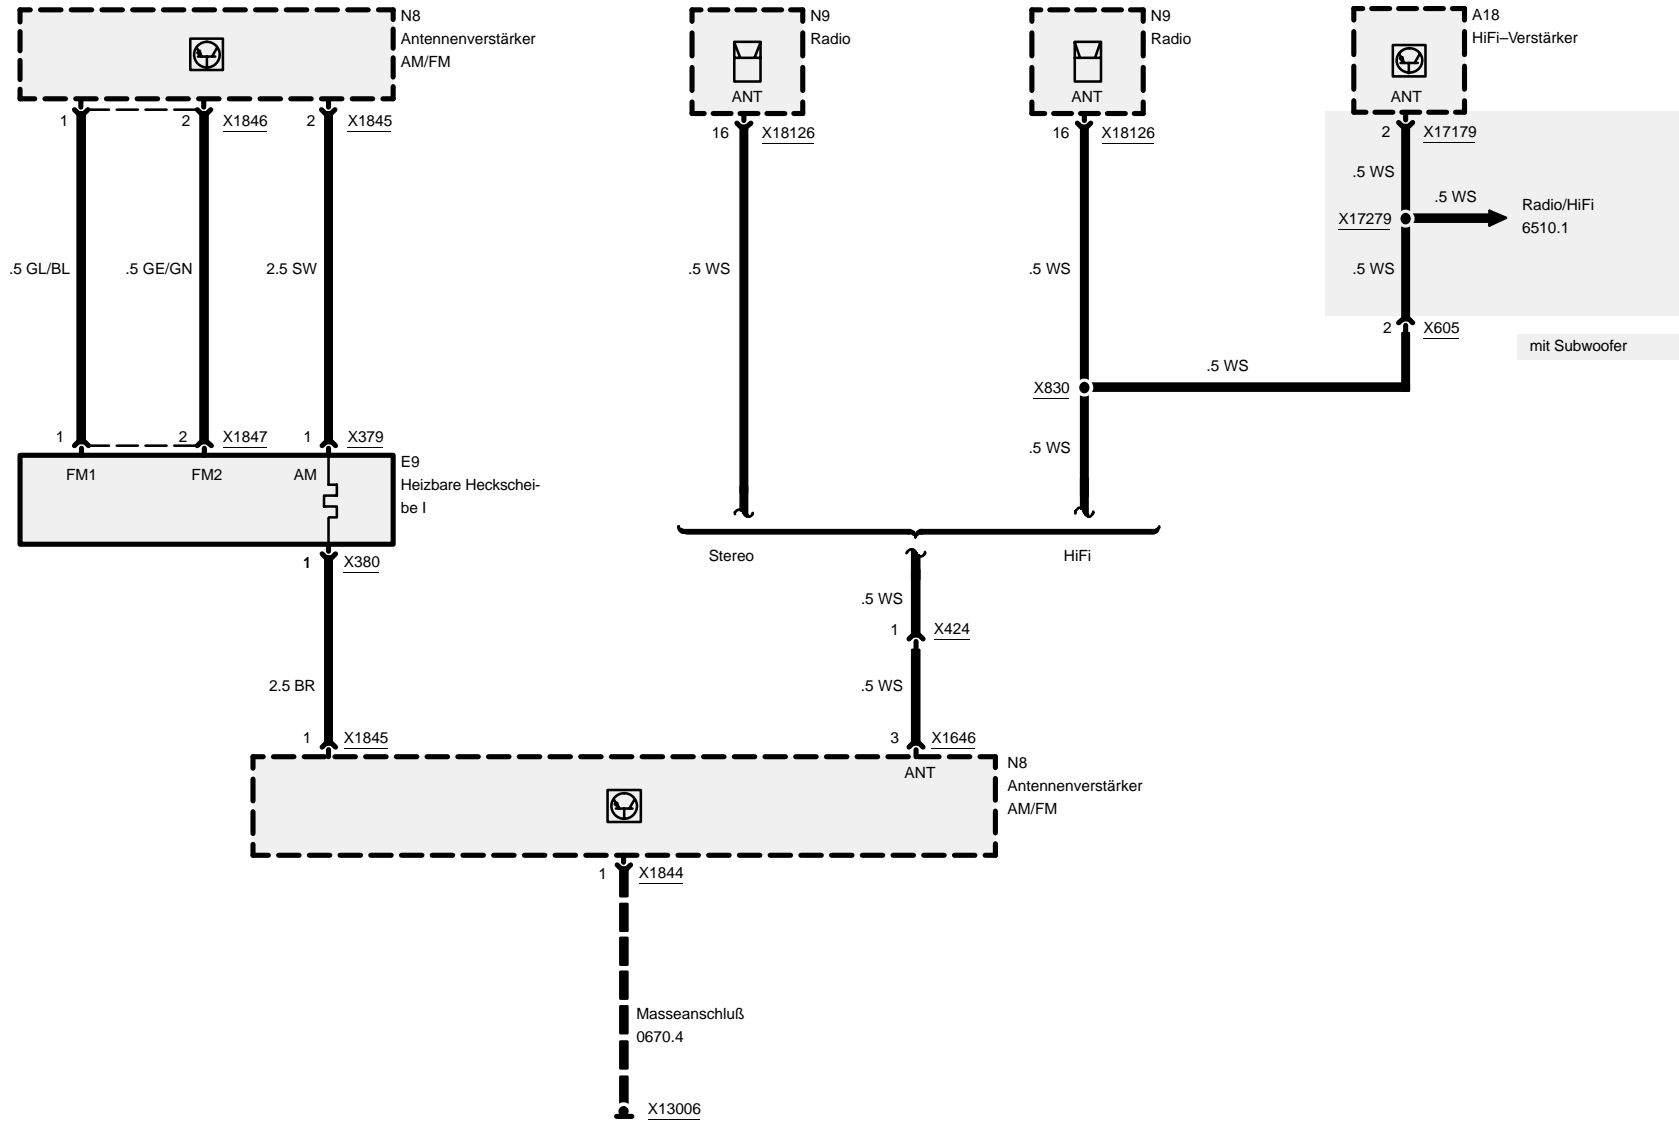 N8
Antennenverstärker
AM/FM
1
2
X1846
2
X1845
.5 GL/BL
.5 GE/GN
2.5 SW
1
2
X1847
1
X379
FM1
FM2
AM
E9
Heizbare Heckschei-
be I
1
X380
2.5 BR
1
X1845
N9
Radio
ANT
16
X18126
.5 WS
N9
Radio
ANT
16
X18126
.5 WS
X830
.5 WS
.5 WS
A18
HiFi–Verstärker
ANT
2
X17179
.5 WS
.5 WS
X17279
Radio/HiFi
6510.1
.5 WS
2
X605
mit Subwoofer
Stereo
HiFi
.5 WS
1
X424
.5 WS
3
X1646
ANT
N8
Antennenverstärker
AM/FM
1
X1844
Masseanschluß
0670.4
X13006